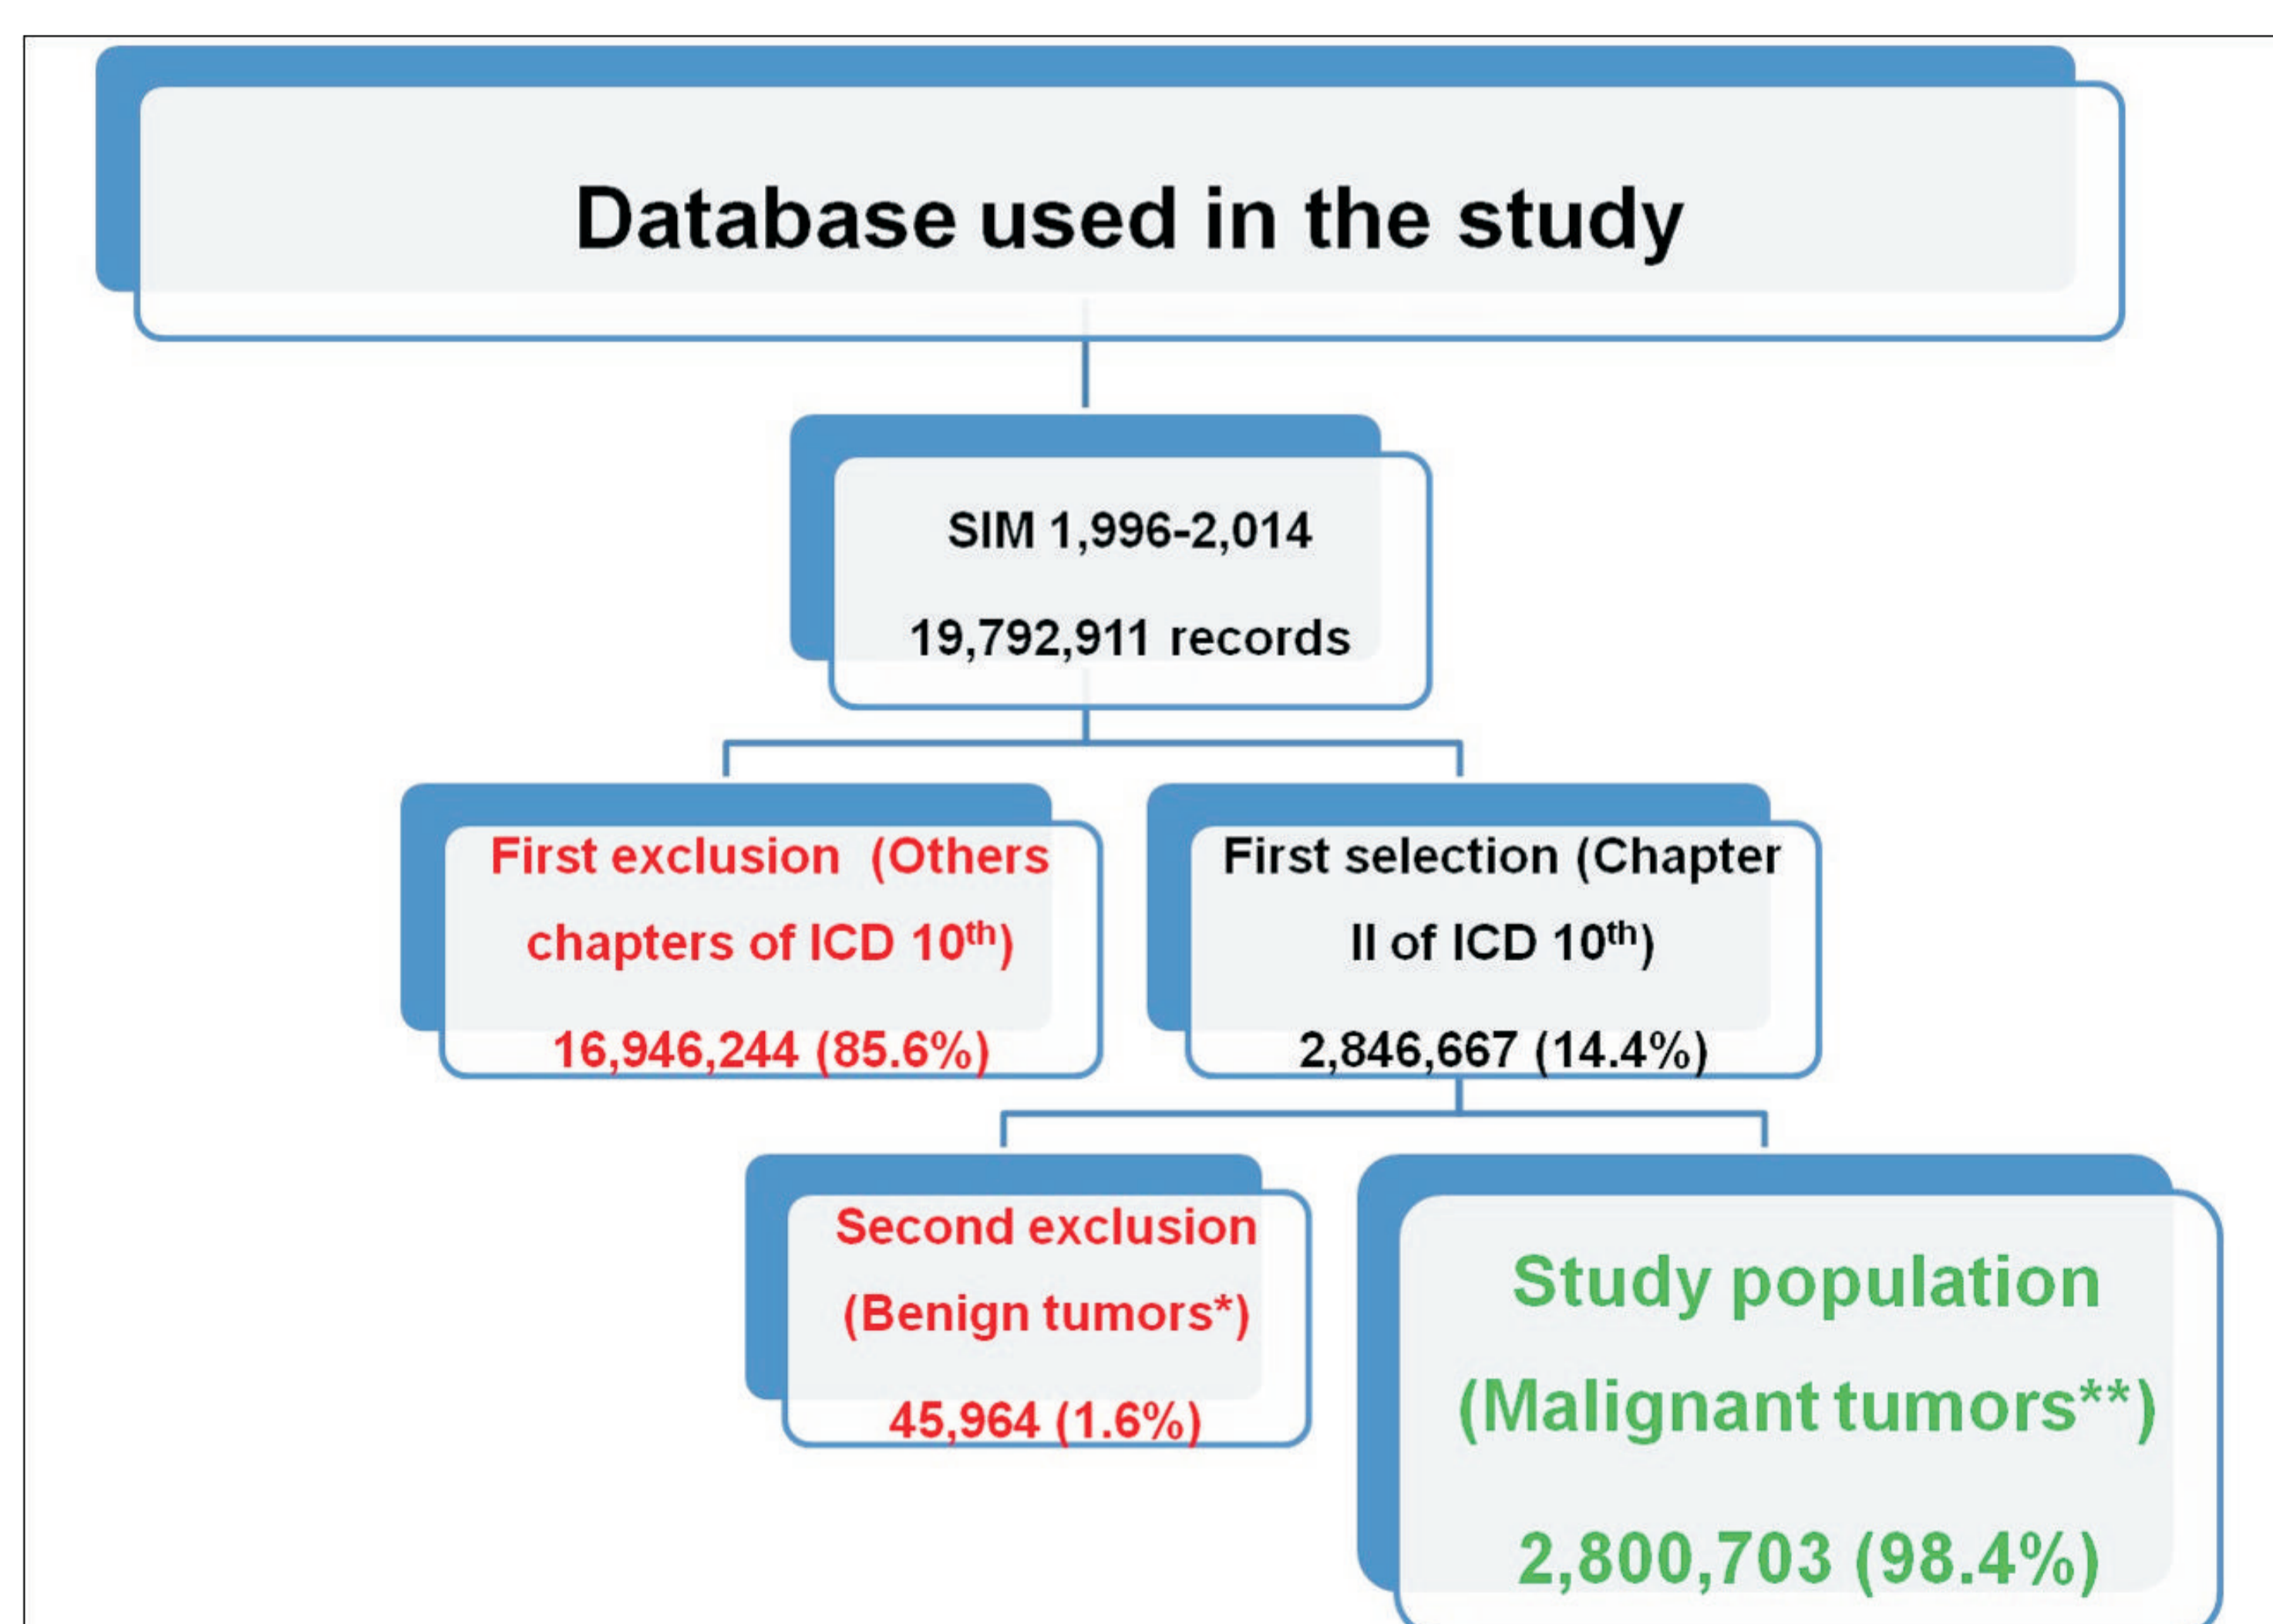 Database used in the study
SIM 1,996-2,014
19,792,911 records
First exclusion (Others
chapters of ICD 10th)
16,946,244 (85.6%)
First selection (Chapter
II of ICD 10th)
2,846,667 (14.4%)
Second exclusion
(Benign tumors*)
45,964 (1.6%)
Study population
(Malignant tumors**)
2,800,703 (98.4%)